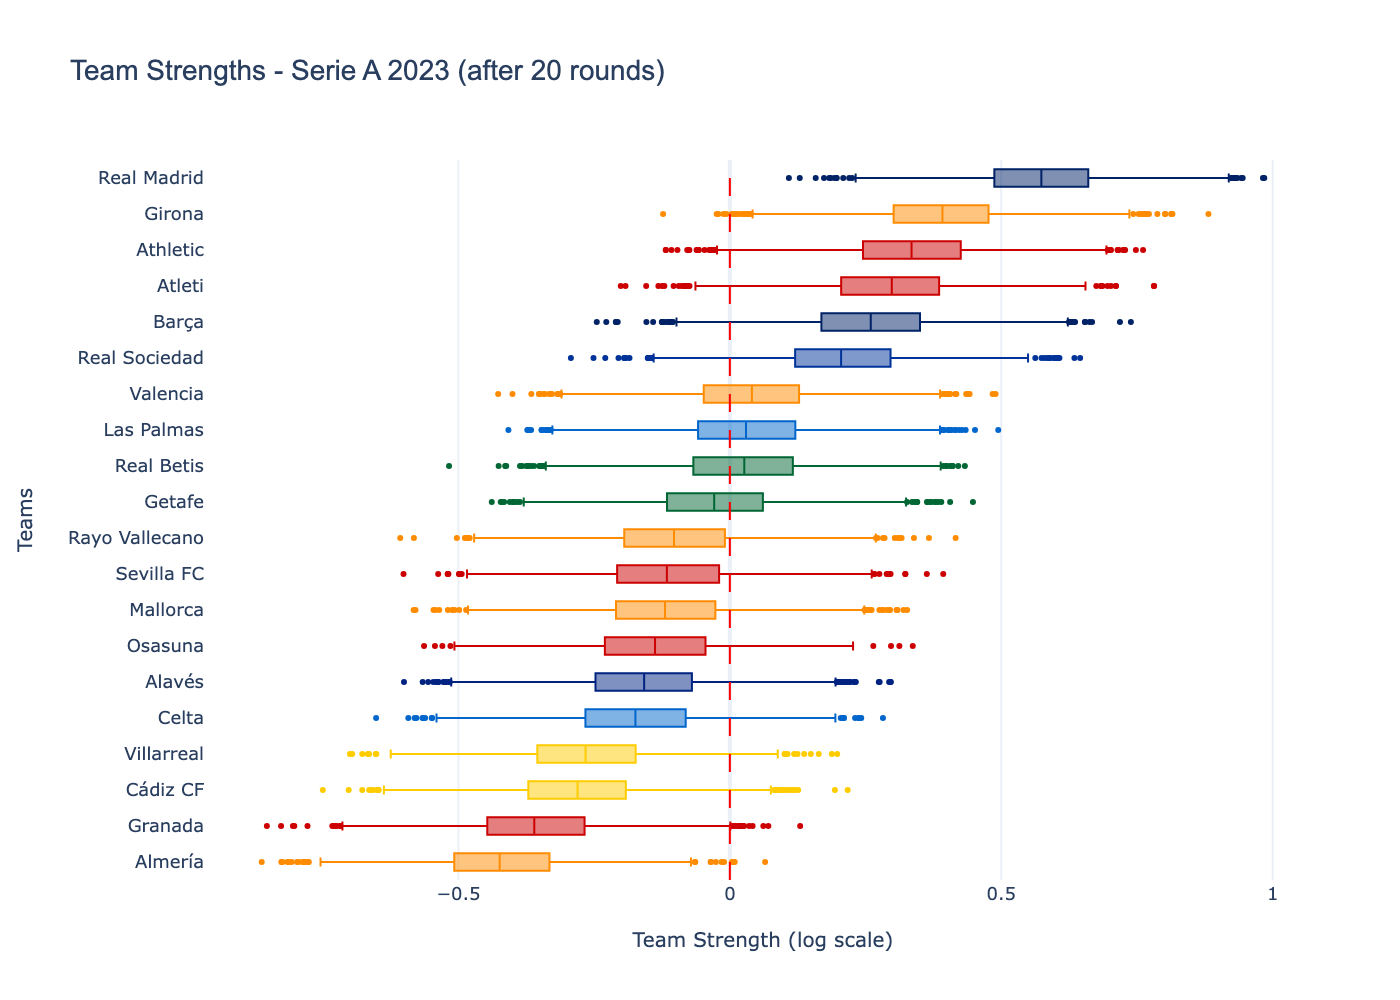 Team Strengths - Serie A 2023 (after 20 rounds)
Real Madrid
Girona
Athletic
Atleti
Barça
Real Sociedad
Valencia
Las Palmas
Real Betis
Getafe
Rayo Vallecano
Sevilla FC
Mallorca
Osasuna
Alavés
Celta
Villarreal
Cádiz CF
Granada
Almería
Teams
−0.5
0
0.5
1
Team Strength (log scale)